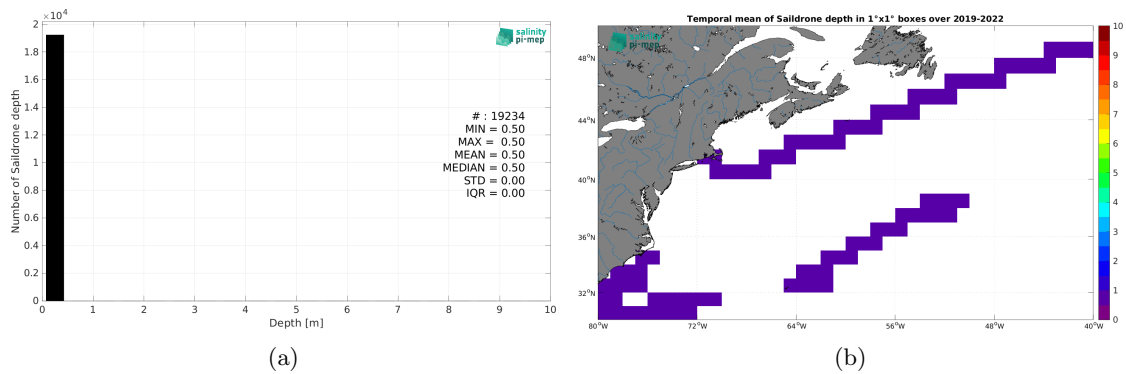 2
×10⁴
1.8
1.6
1.4
1.2
1
0.8
0.6
0.4
0.2
0
Number of Saildrone depth
salinity
pi-mep
# : 19234
MIN = 0.50
MAX = 0.50
MEAN = 0.50
MEDIAN = 0.50
STD = 0.00
IQR = 0.00
0 1 2 3 4 5 6 7 8 9 10
Depth [m]
(a)
Temporal mean of Saildrone depth in 1°x1° boxes over 2019-2022
salinity
pi-mep
48°N
44°N
40°N
36°N
32°N
80°W 72°W 64°W 56°W 48°W 40°W
10
9
8
7
6
5
4
3
2
1
0
(b)